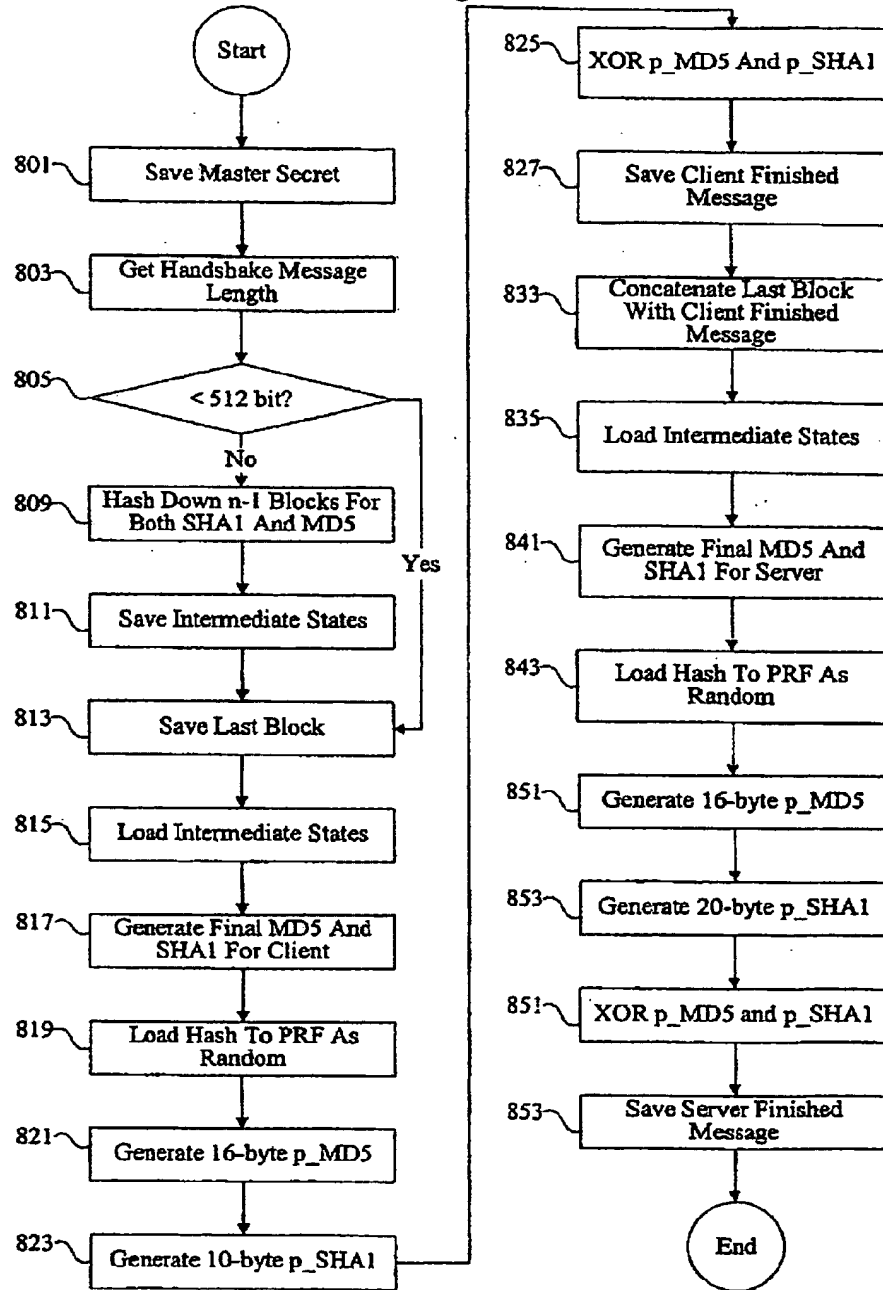 Start
801
Save Master Secret
803
Get Handshake Message
Length
805
< 512 bit?
No
Yes
809
Hash Down n-1 Blocks For
Both SHA1 And MD5
811
Save Intermediate States
813
Save Last Block
815
Load Intermediate States
817
Generate Final MD5 And
SHA1 For Client
819
Load Hash To PRF As
Random
821
Generate 16-byte p_MD5
823
Generate 10-byte p_SHA1
825
XOR p_MD5 And p_SHA1
827
Save Client Finished
Message
833
Concatenate Last Block
With Client Finished
Message
835
Load Intermediate States
841
Generate Final MD5 And
SHA1 For Server
843
Load Hash To PRF As
Random
851
Generate 16-byte p_MD5
853
Generate 20-byte p_SHA1
851
XOR p_MD5 and p_SHA1
853
Save Server Finished
Message
End